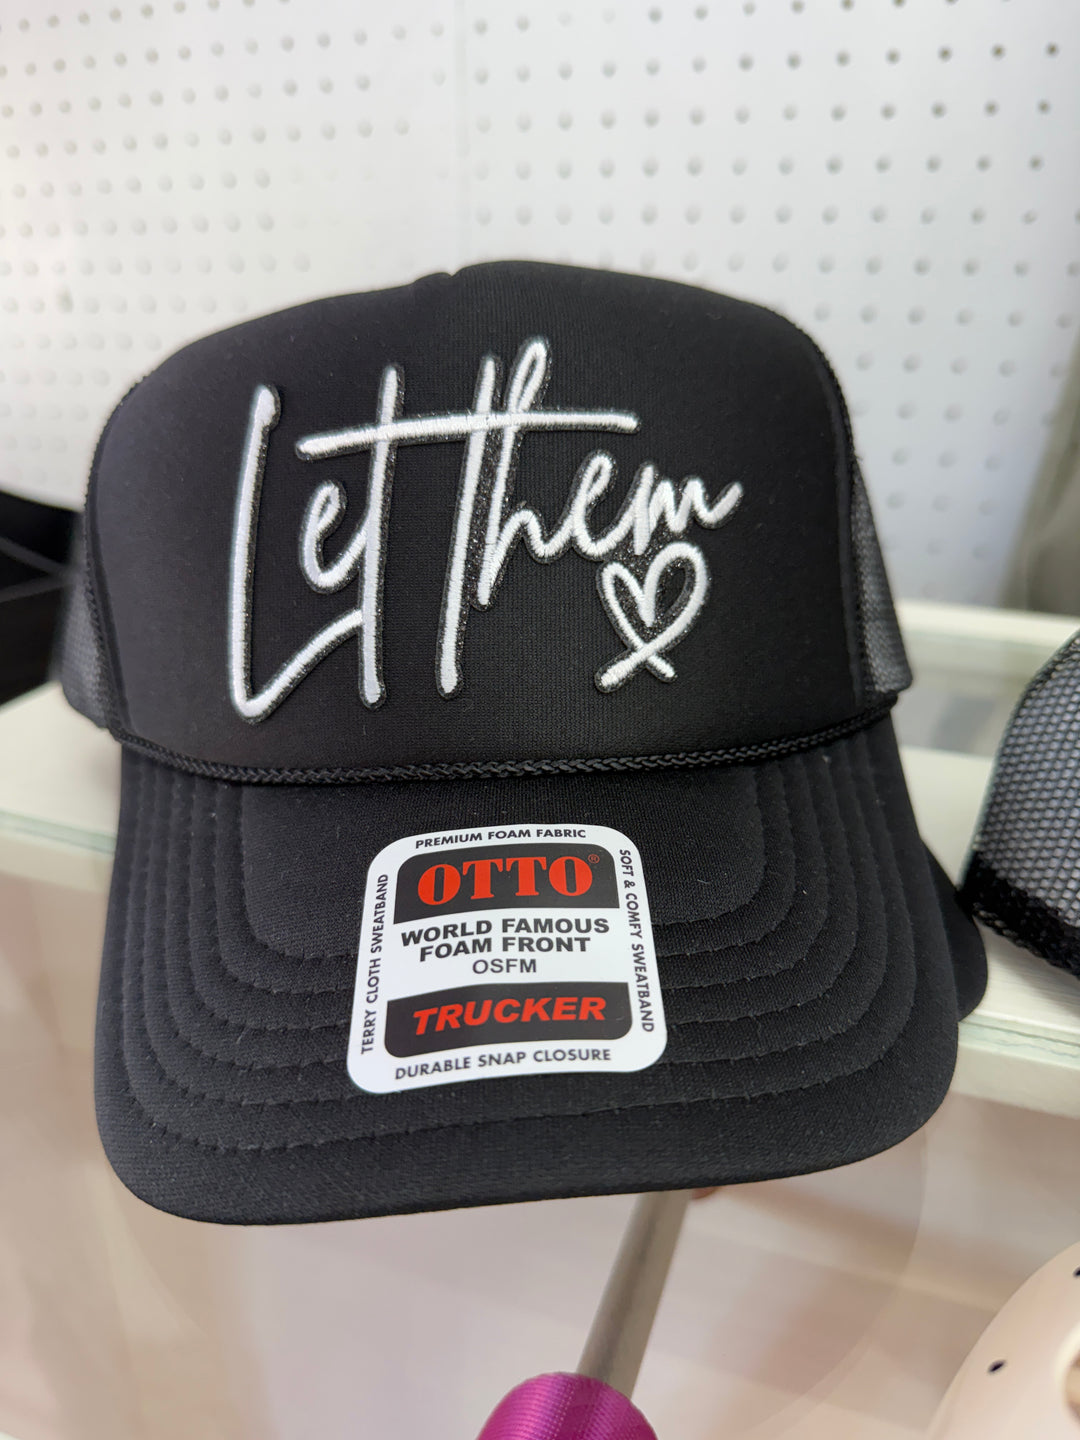 Let them
PREMIUM FOAM FABRIC
OTTO®
WORLD FAMOUS
FOAM FRONT
OSFM
TRUCKER
DURABLE SNAP CLOSURE
TERRY CLOTH SWEATBAND
SOFT & COMFY SWEATBAND